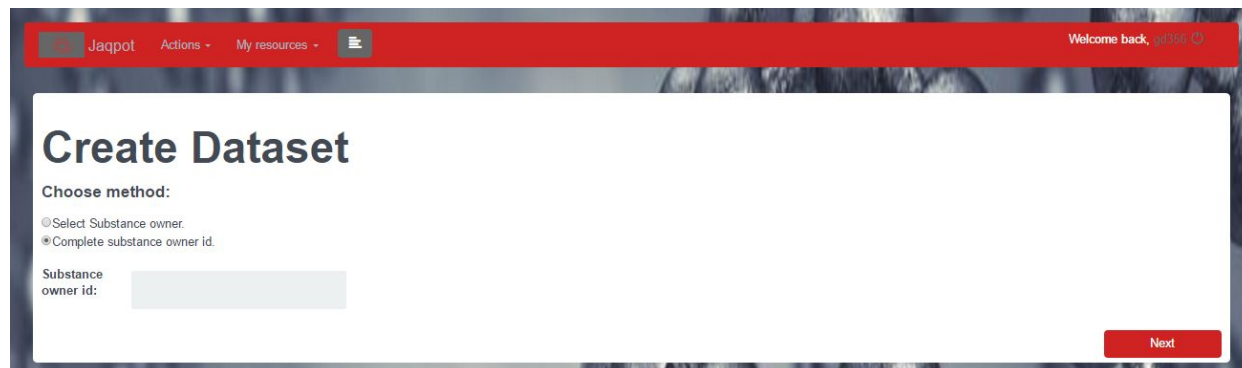 Jaqpot Actions My resources Welcome back, gd356
Create Dataset
Choose method:
Select Substance owner.
Complete substance owner id.
Substance
owner id:
Next